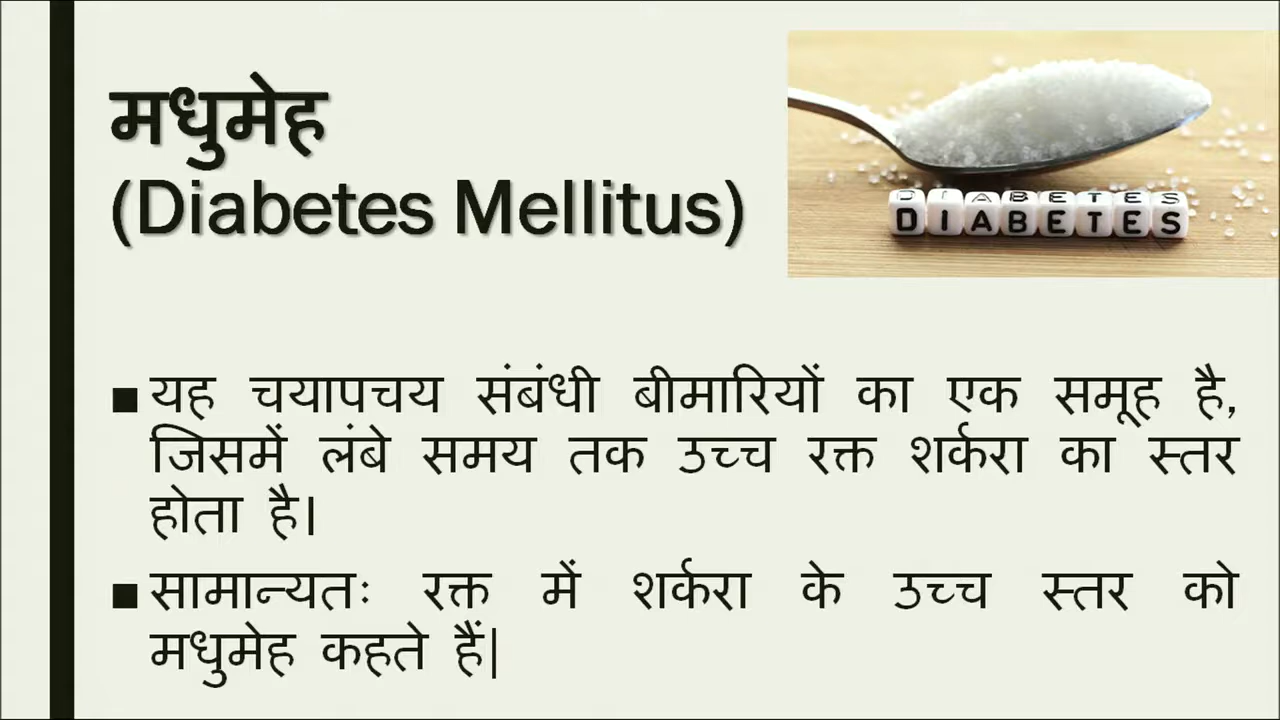 मधुमेह
(Diabetes Mellitus)
DIABETES
DIABETES
यह चयापचय संबंधी बीमारियों का एक समूह है,
जिसमें लंबे समय तक उच्च रक्त शर्करा का स्तर
होता है।
सामान्यतः रक्त में शर्करा के उच्च स्तर को
मधुमेह कहते हैं|